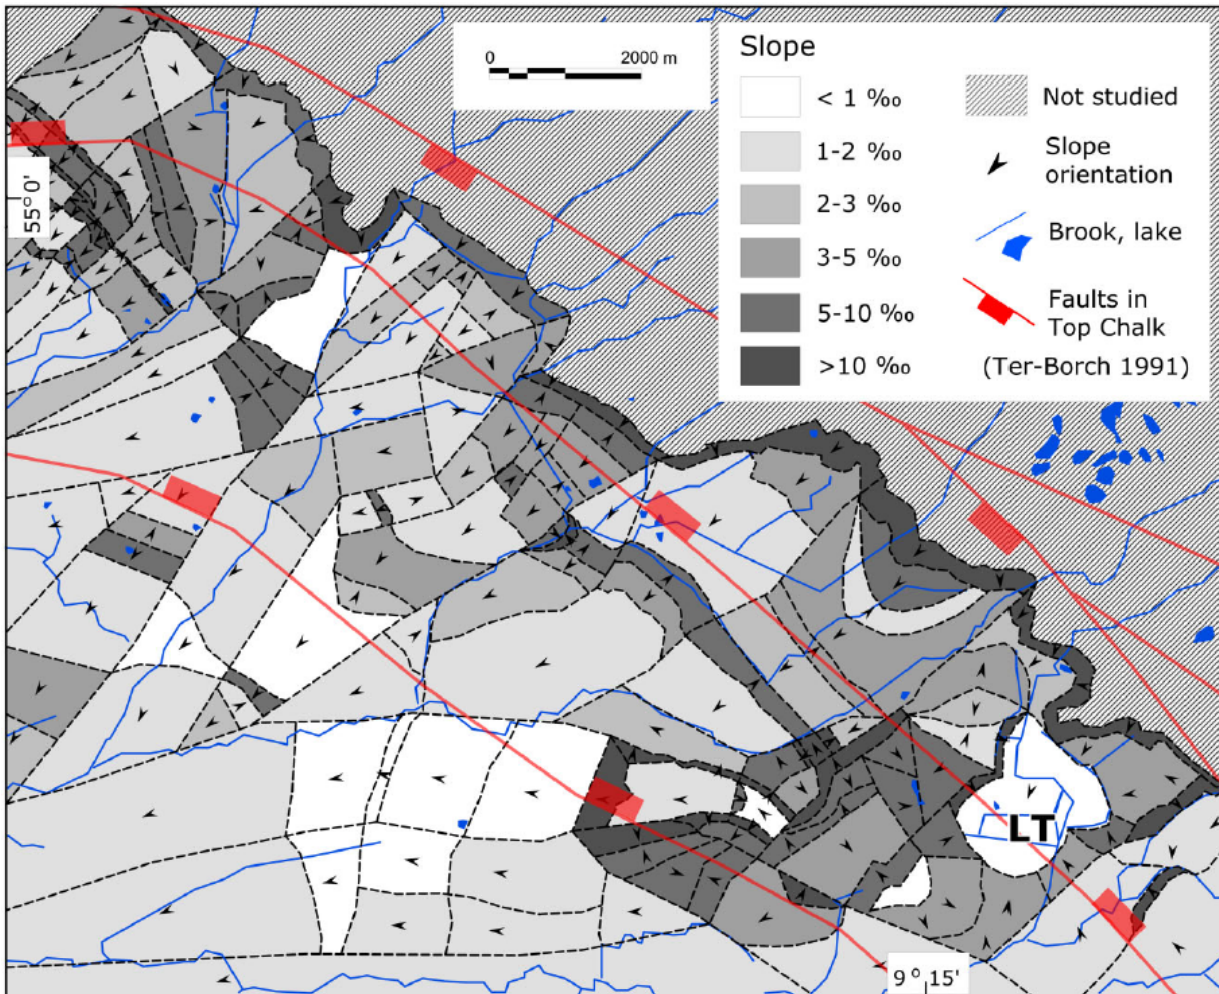 0 2000 m
Slope
< 1 ‰
1-2 ‰
2-3 ‰
3-5 ‰
5-10 ‰
>10 ‰
Not studied
Slope
orientation
Brook, lake
Faults in
Top Chalk
(Ter-Borch 1991)
55° 0'
LT
9° 15'